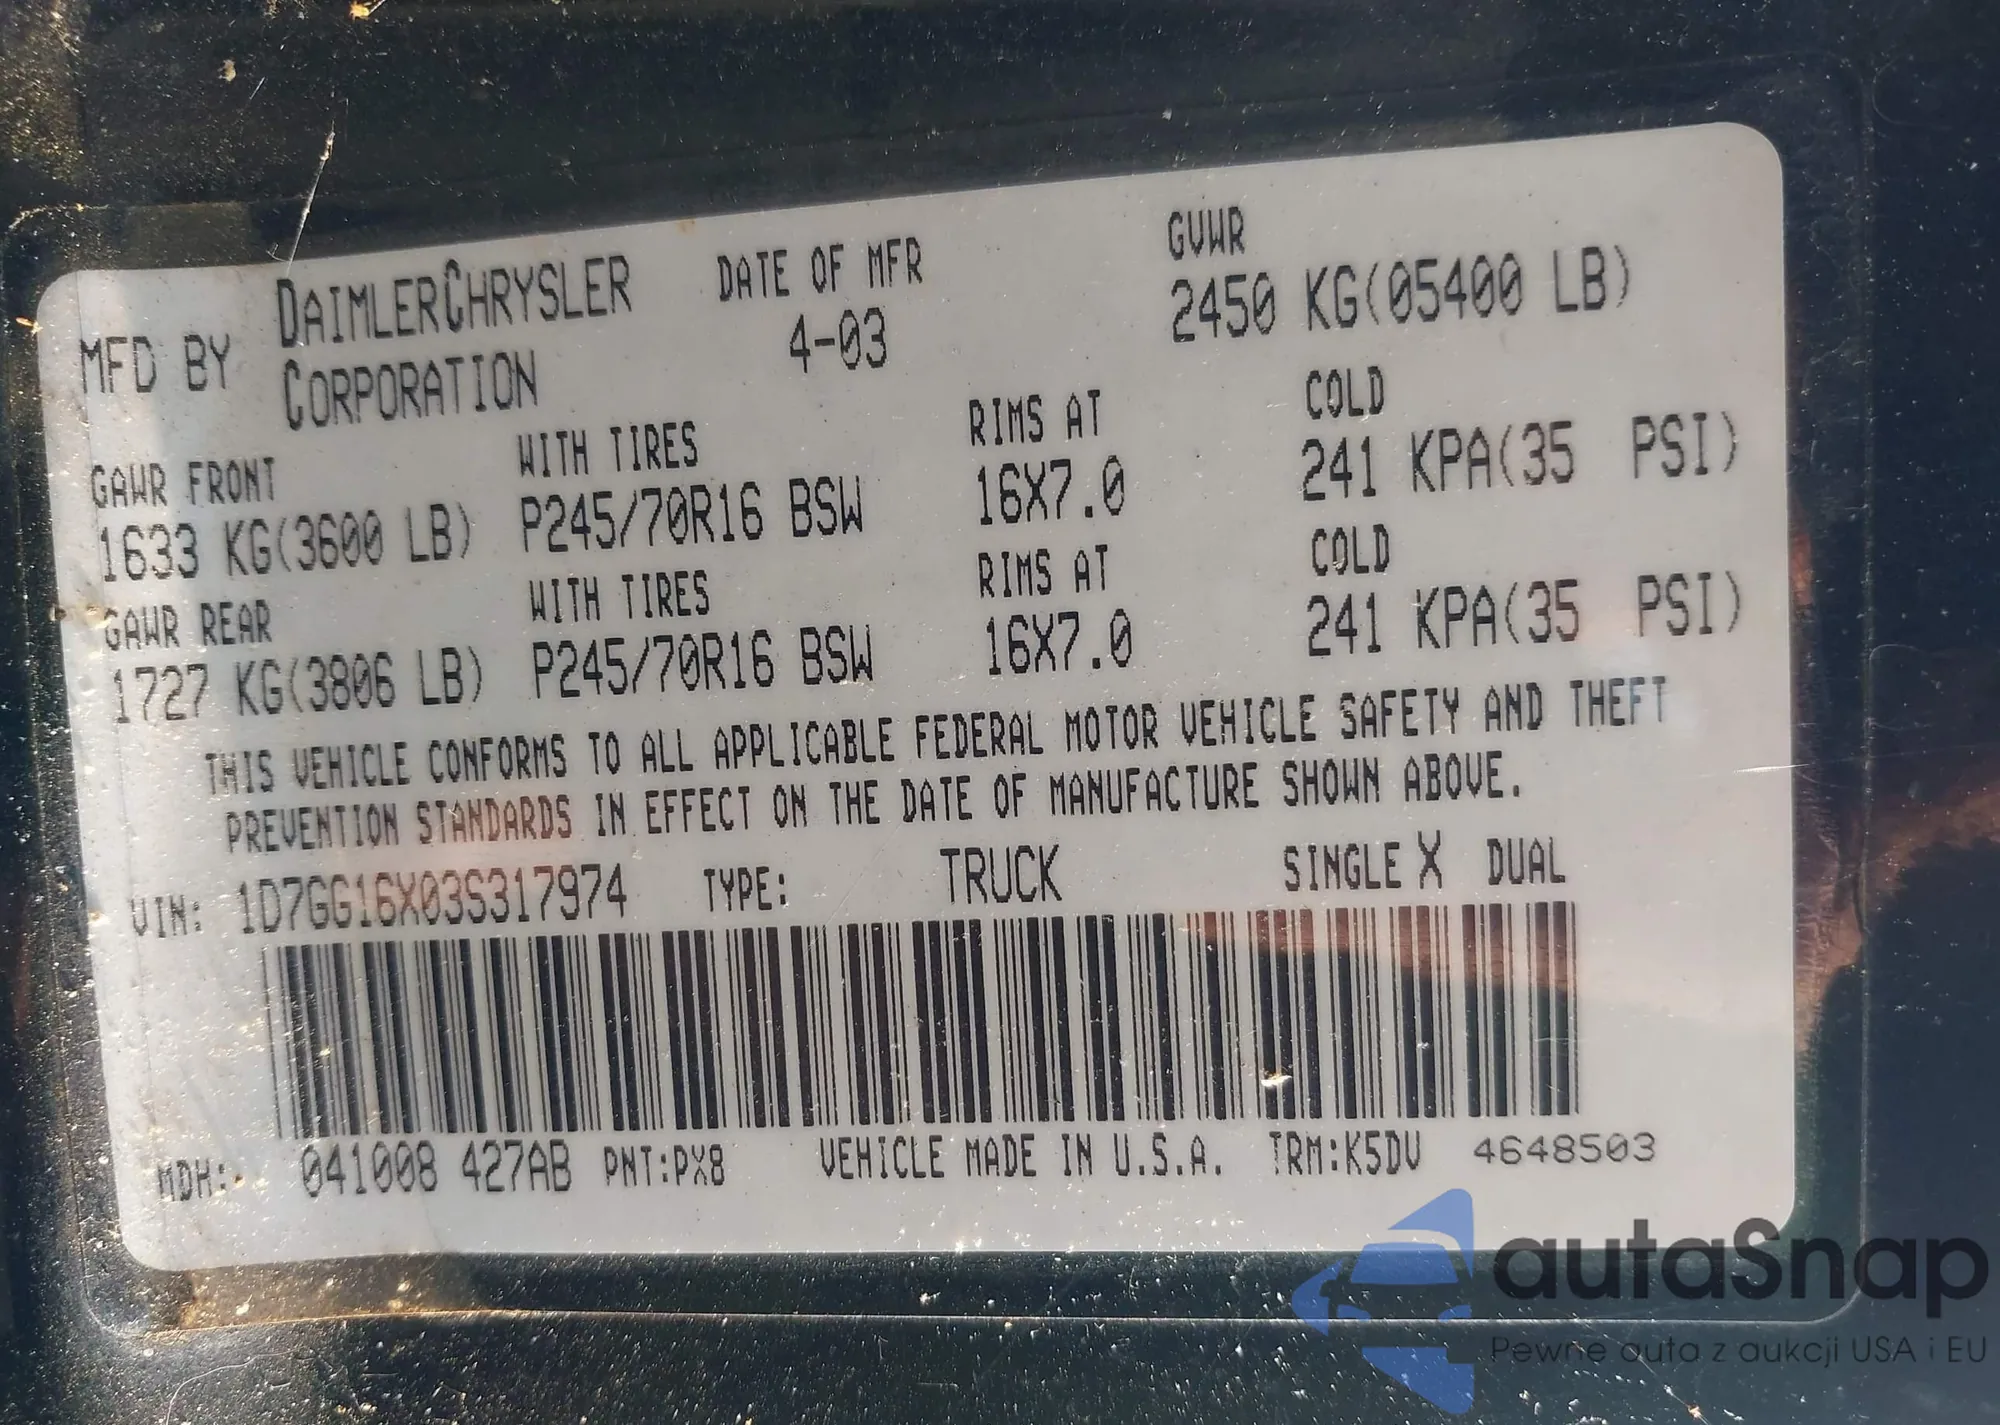 MFD BY DAIMLERCHRYSLER CORPORATION DATE OF MFR 4-03 GVWR 2450 KG(05400 LB)
GAWR FRONT WITH TIRES RIMS AT COLD
1633 KG(3600 LB) P245/70R16 BSW 16X7.0 241 KPA(35 PSI)
GAWR REAR WITH TIRES RIMS AT COLD
1727 KG(3806 LB) P245/70R16 BSW 16X7.0 241 KPA(35 PSI)
THIS VEHICLE CONFORMS TO ALL APPLICABLE FEDERAL MOTOR VEHICLE SAFETY AND THEFT
PREVENTION STANDARDS IN EFFECT ON THE DATE OF MANUFACTURE SHOWN ABOVE.
VIN: 1D7GG16X03S317974 TYPE: TRUCK SINGLE X DUAL
MDH: 041008 427AB PNT:PX8 VEHICLE MADE IN U.S.A. TRM:K5DV 4648503
autaSnap
Pewne auta z aukcji USA i EU